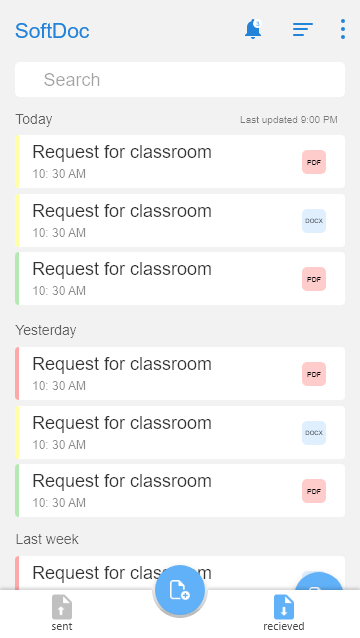 SoftDoc
3
Search
Today
Last updated 9:00 PM
Request for classroom
10: 30 AM
PDF
Request for classroom
10: 30 AM
DOCX
Request for classroom
10: 30 AM
PDF
Yesterday
Request for classroom
10: 30 AM
PDF
Request for classroom
10: 30 AM
DOCX
Request for classroom
10: 30 AM
PDF
Last week
Request for classroom
sent
recieved